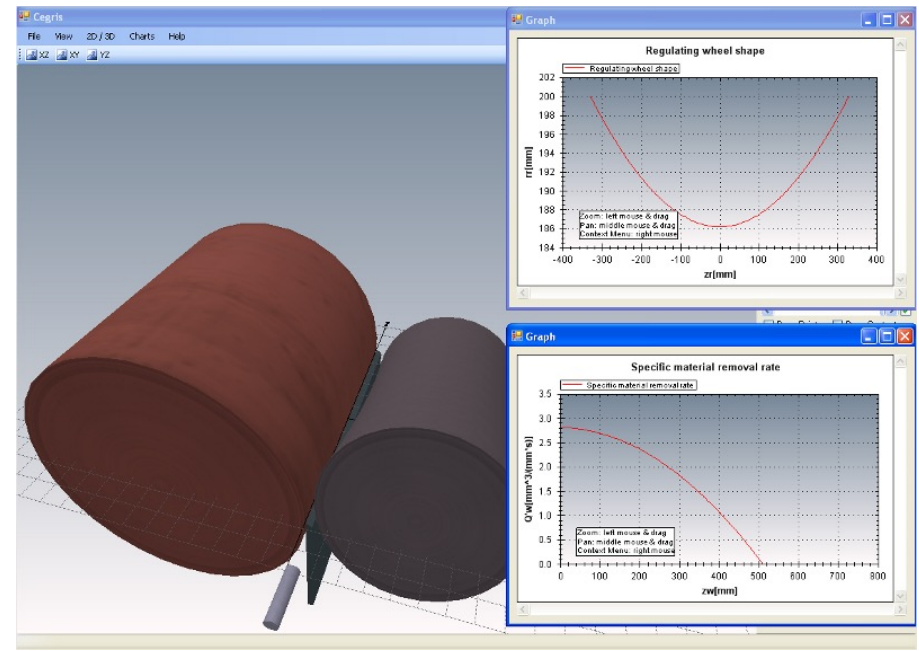 Cegris
File View 2D / 3D Charts Help
XZ XY YZ
Graph
Regulating wheel shape
Regulating wheel shape
202
200
198
196
194
192
190
188
186
184
rr[mm]
Zoom: left mouse & drag
Pan: middle mouse & drag
Context Menu: right mouse
-400 -300 -200 -100 0 100 200 300 400
zr[mm]
Graph
Specific material removal rate
Specific material removal rate
3.5
3.0
2.5
2.0
1.5
1.0
0.5
0.0
Q'w[mm^3/(mm*s)]
Zoom: left mouse & drag
Pan: middle mouse & drag
Context Menu: right mouse
0 100 200 300 400 500 600 700 800
zw[mm]